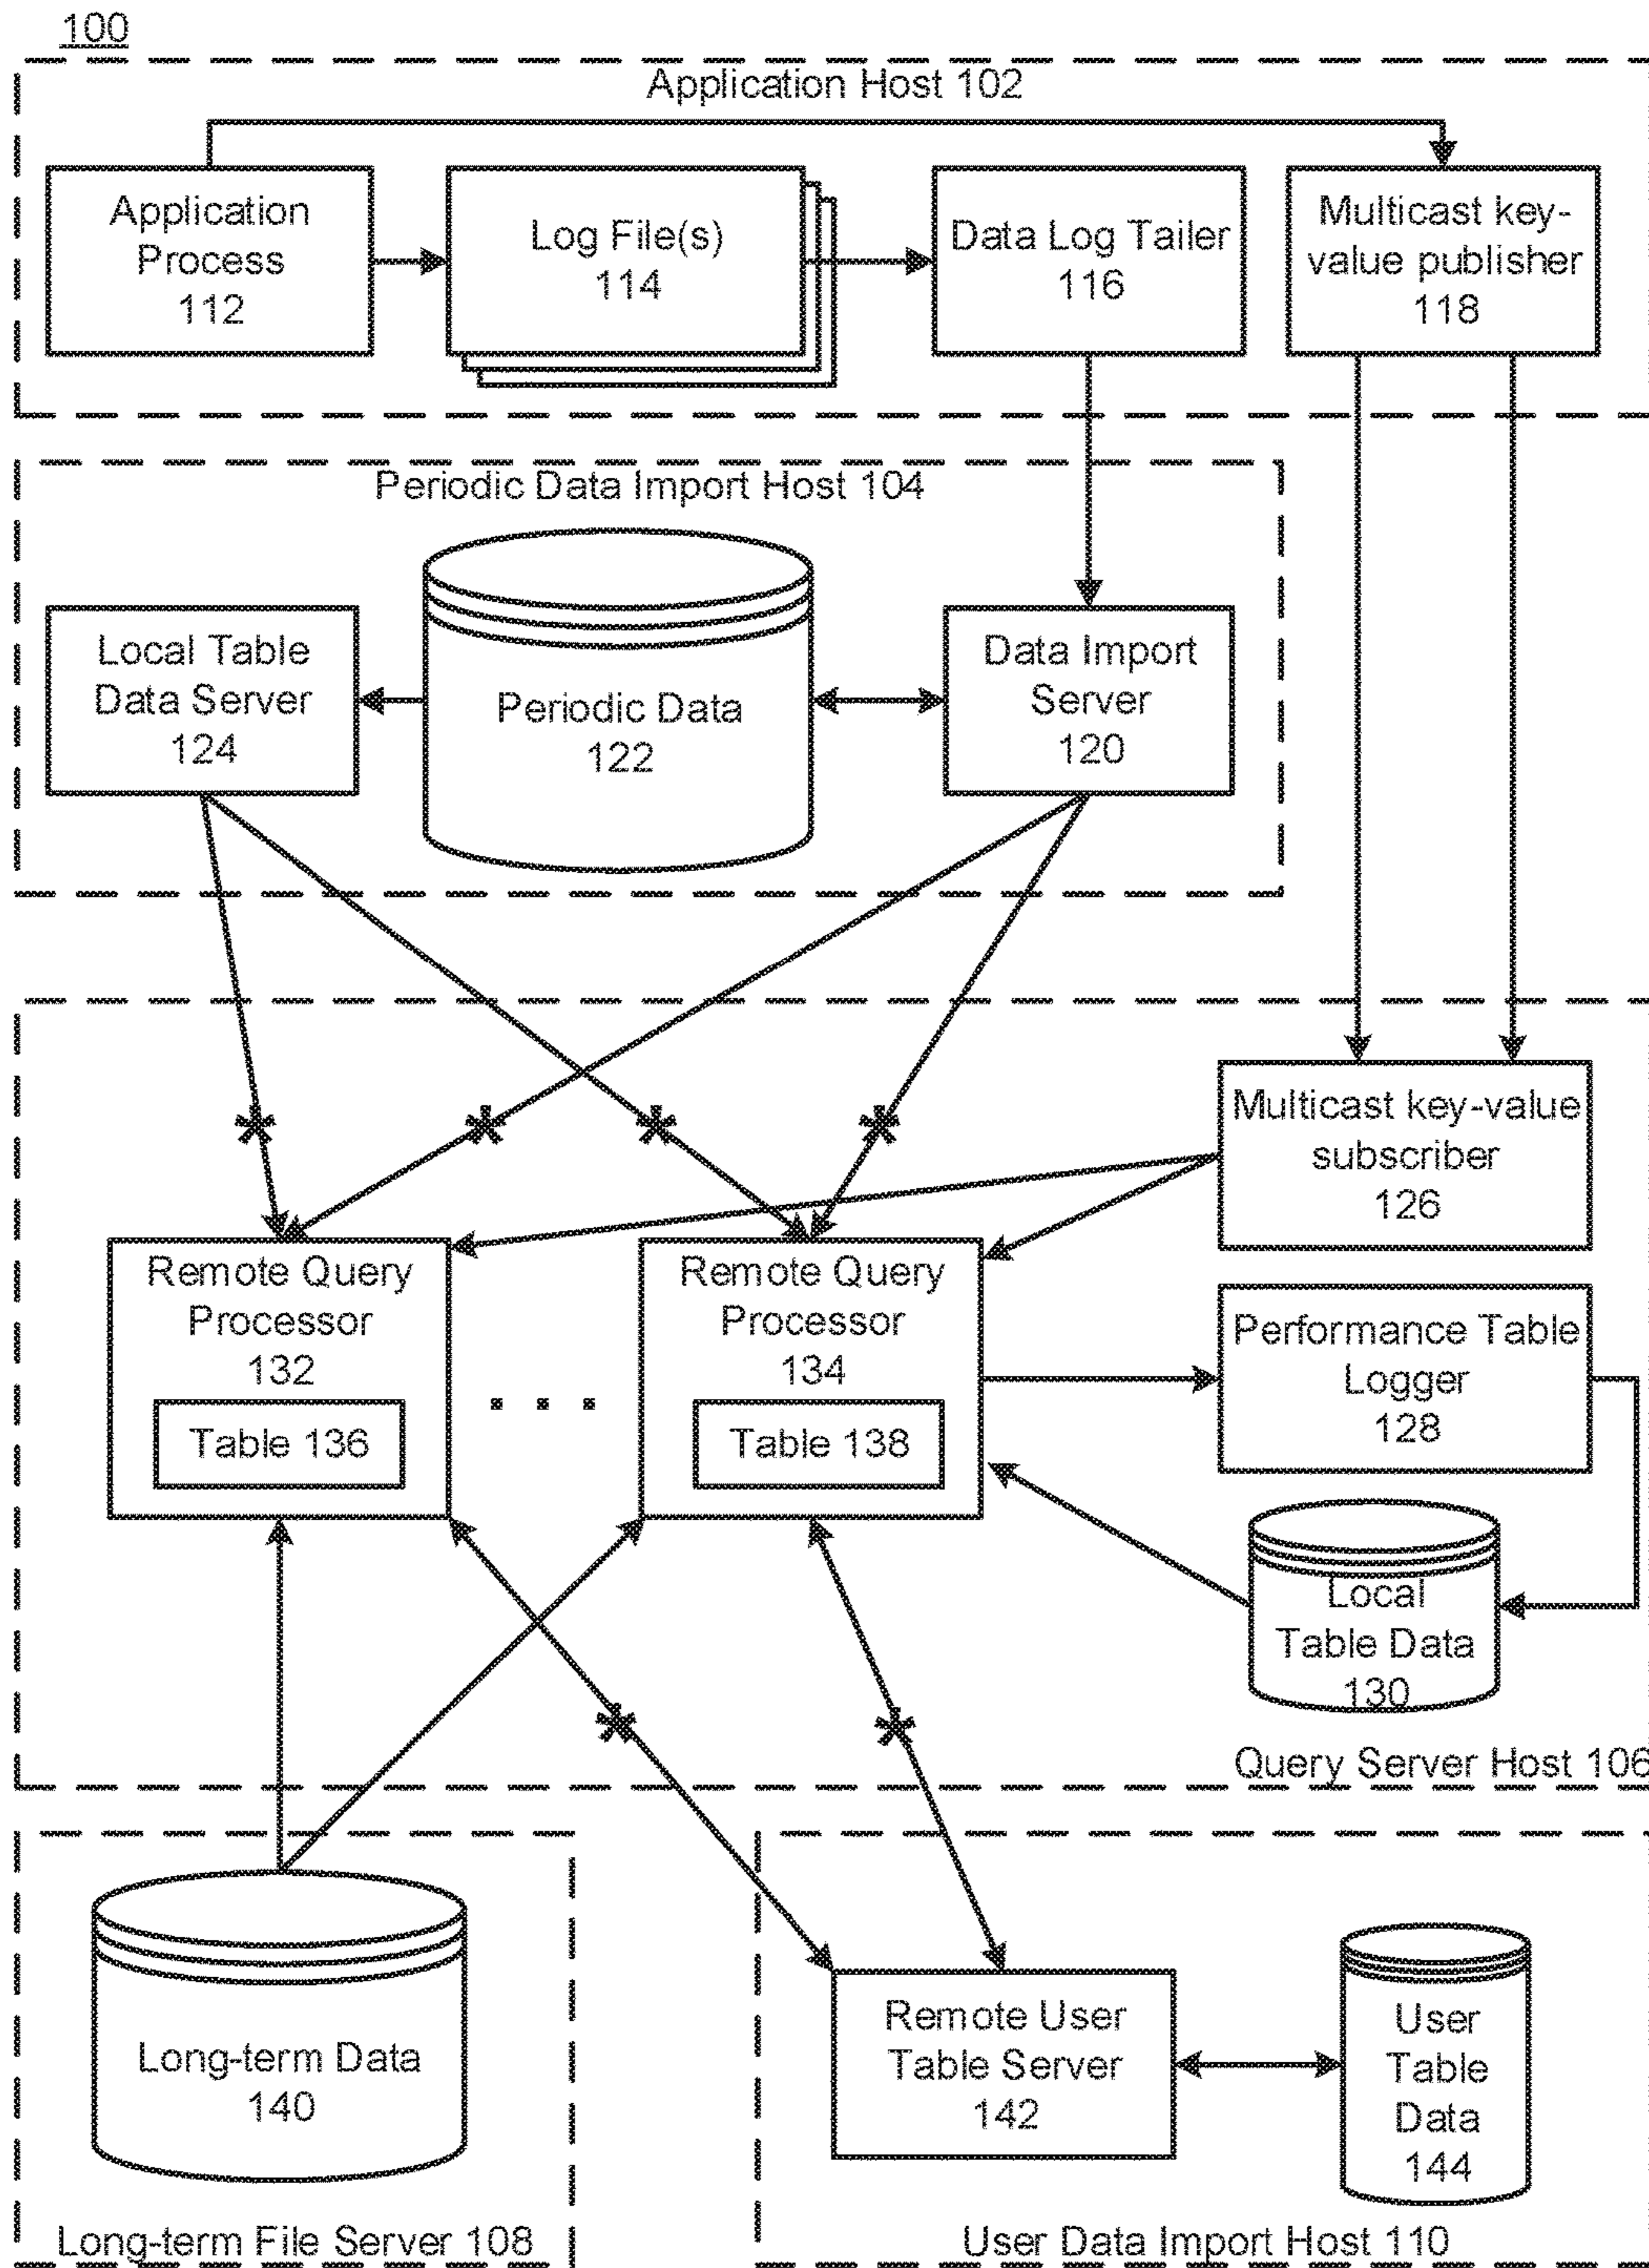 100
Application Host 102
Application
Process
112
Log File(s)
114
Data Log Tailer
116
Multicast key-
value publisher
118
Periodic Data Import Host 104
Local Table
Data Server
124
Periodic Data
122
Data Import
Server
120
*
*
*
*
Multicast key-value
subscriber
126
Remote Query
Processor
132
Table 136
. . .
Remote Query
Processor
134
Table 138
Performance Table
Logger
128
Local
Table Data
130
*
*
Query Server Host 106
Long-term Data
140
Long-term File Server 108
Remote User
Table Server
142
User
Table
Data
144
User Data Import Host 110